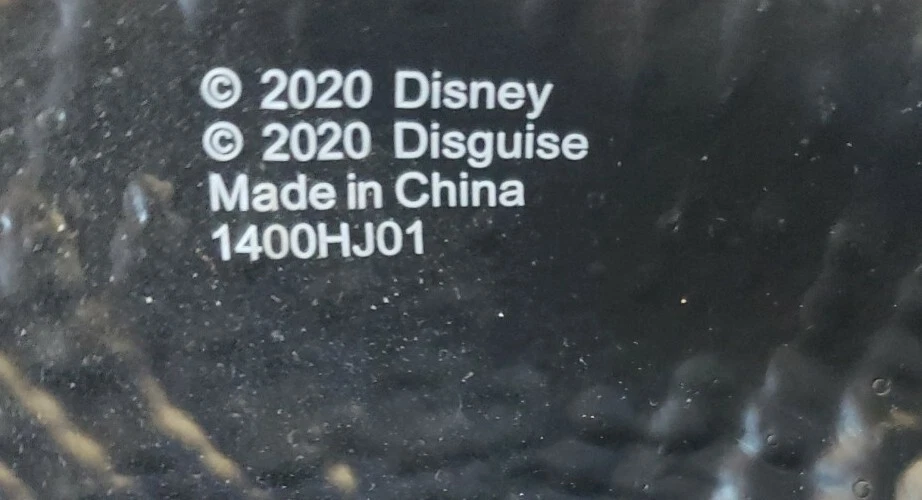 © 2020 Disney
© 2020 Disguise
Made in China
1400HJ01